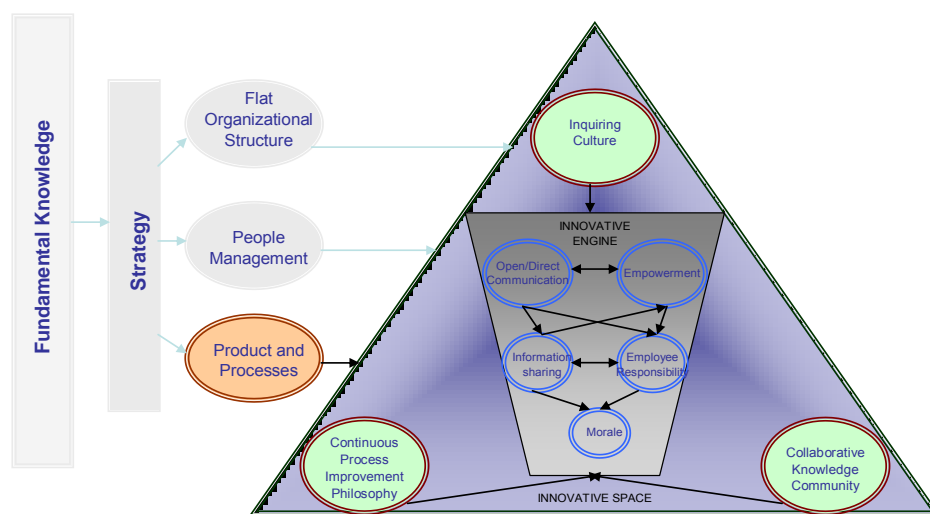 Fundamental Knowledge
Strategy
Flat
Organizational
Structure
People
Management
Product and
Processes
Inquiring
Culture
INNOVATIVE
ENGINE
Open/Direct
Communication
Empowerment
Information
sharing
Employee
Responsibility
Morale
Continuous
Process
Improvement
Philosophy
Collaborative
Knowledge
Community
INNOVATIVE SPACE